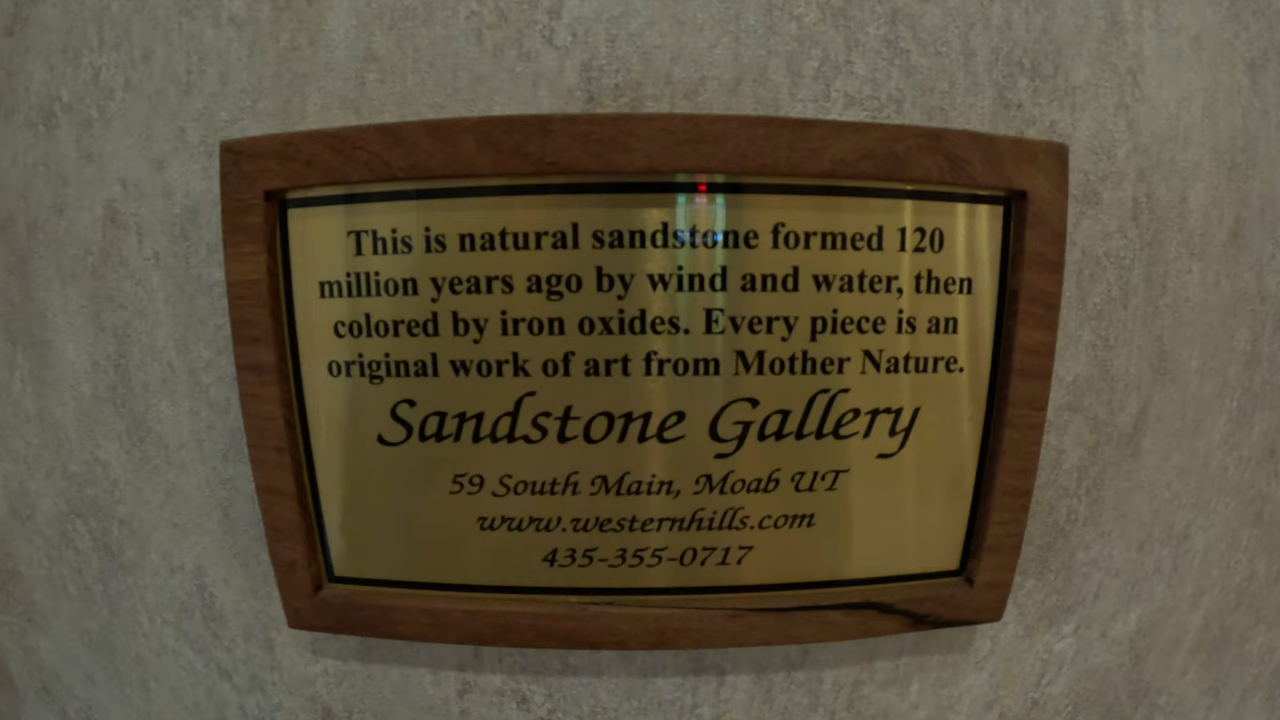 This is natural sandstone formed 120
million years ago by wind and water, then
colored by iron oxides. Every piece is an
original work of art from Mother Nature.
Sandstone Gallery
59 South Main, Moab UT
www.westernhills.com
435-355-0717